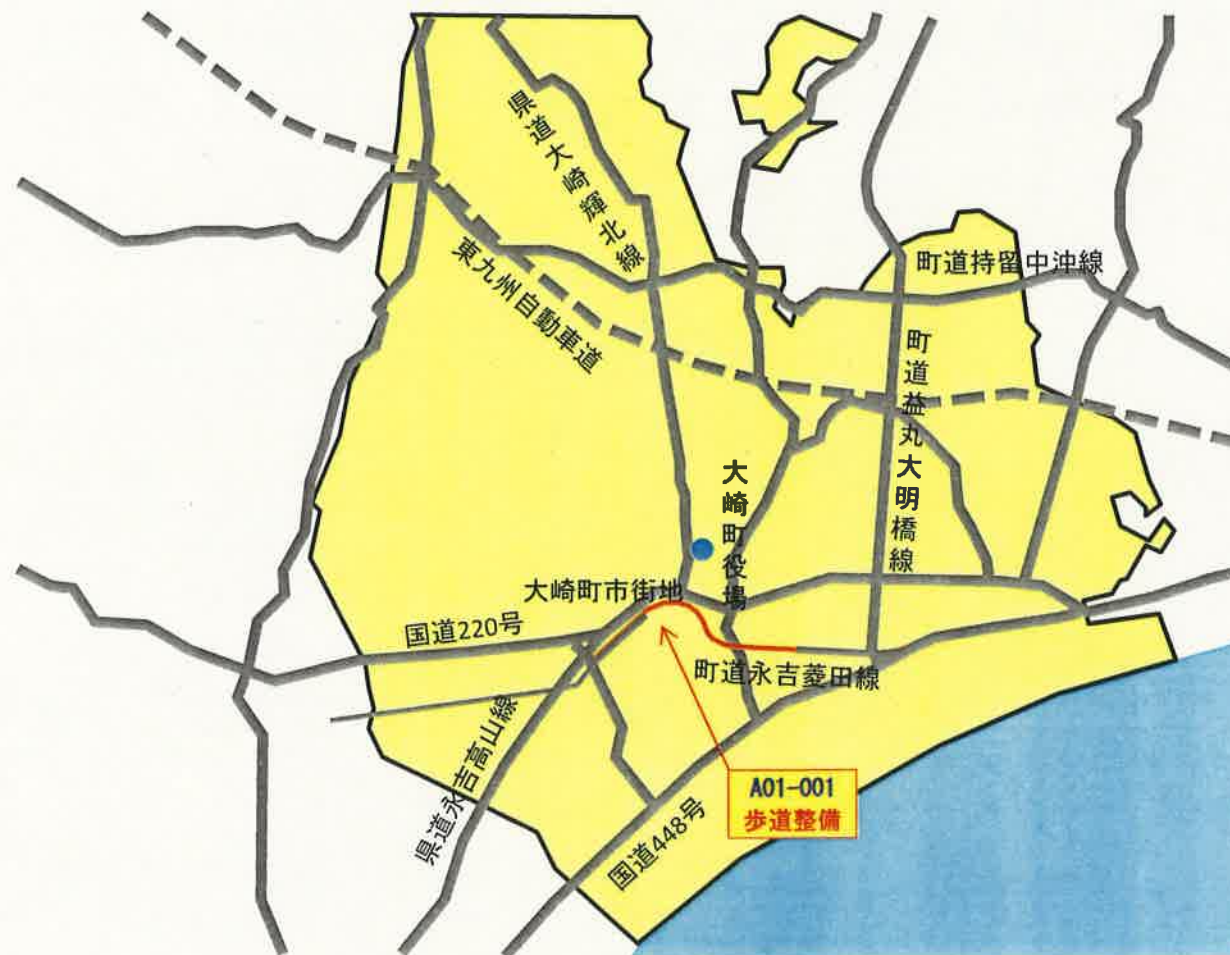 県道大崎輝北線
東九州自動車道
町道持留中沖線
町道益丸大明橋線
大崎町役場
大崎町市街地
国道220号
町道永吉菱田線
県道永吉高山線
国道448号
A01-001
歩道整備